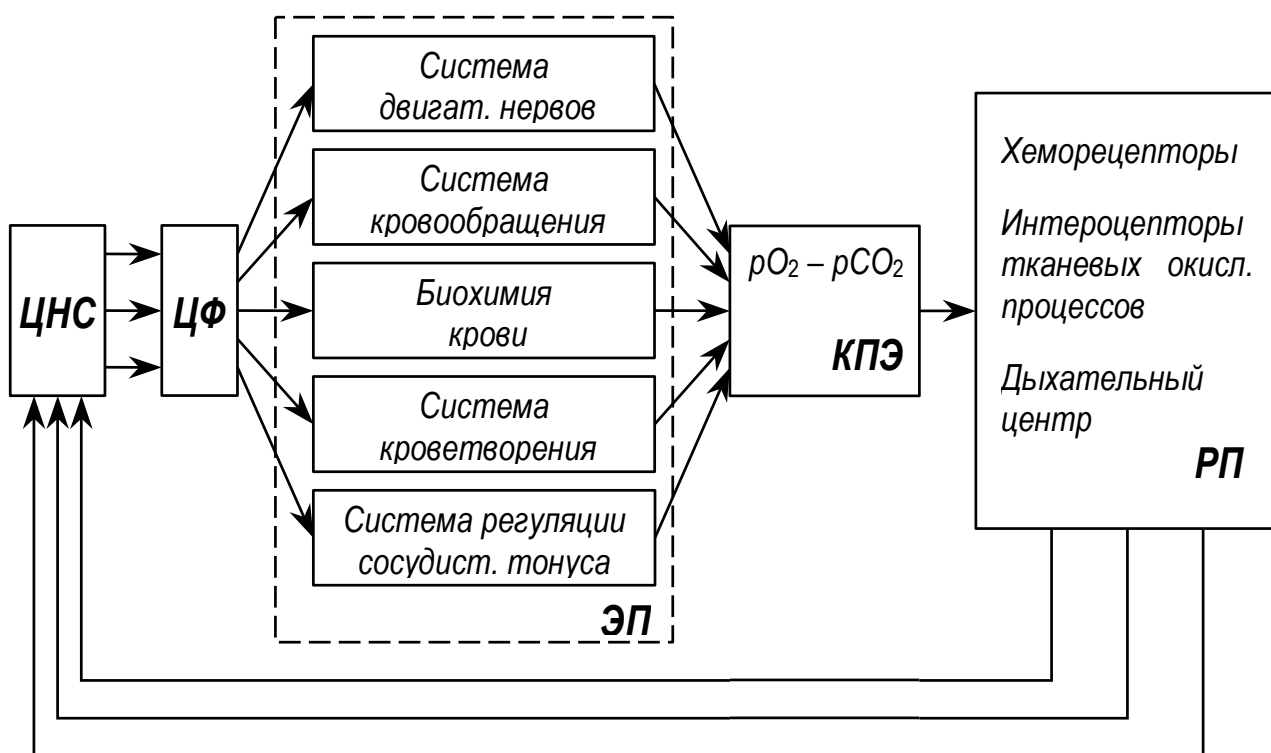 ЦНС
ЦФ
Система
двигат. нервов
Система
кровообращения
Биохимия
крови
Система
кроветворения
Система регуляции
сосудист. тонуса
ЭП
pO₂ – pCO₂
КПЭ
Хеморецепторы
Интероцепторы
тканевых окисл.
процессов
Дыхательный
центр
РП